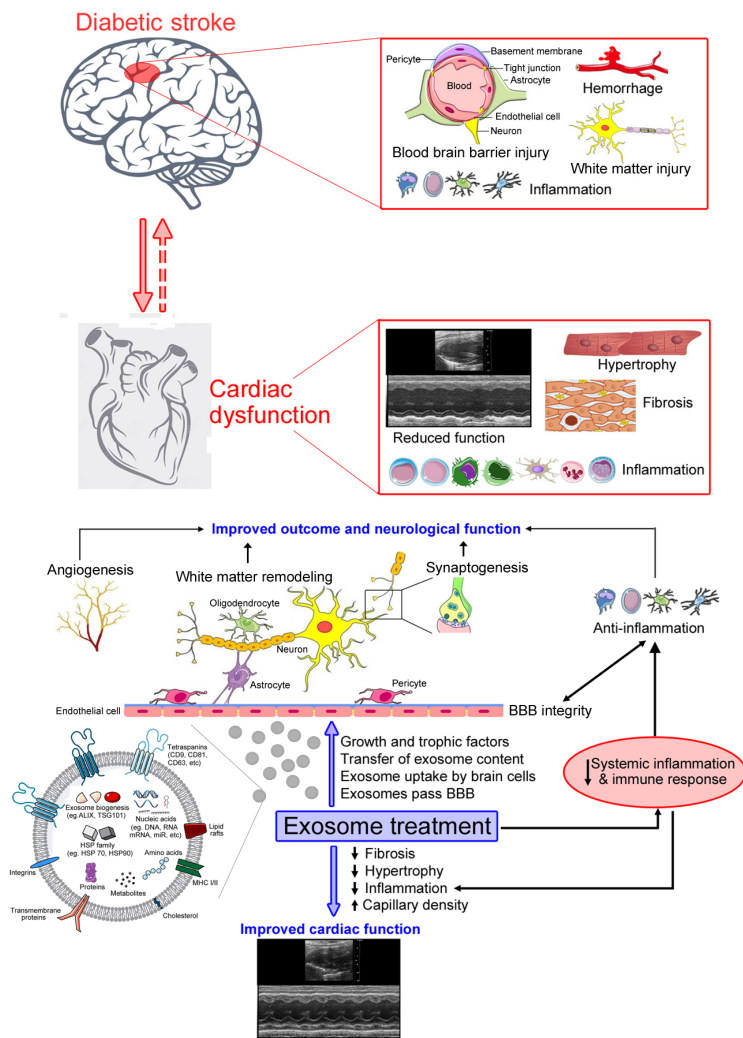 Diabetic stroke
Basement membrane
Pericyte
Tight junction
Astrocyte
Blood
Endothelial cell
Neuron
Blood brain barrier injury
Hemorrhage
White matter injury
Inflammation
Cardiac
dysfunction
Reduced function
Hypertrophy
Fibrosis
Inflammation
Improved outcome and neurological function
Angiogenesis
White matter remodeling
Synaptogenesis
Oligodendrocyte
Neuron
Astrocyte
Pericyte
Anti-inflammation
Endothelial cell
BBB integrity
Growth and trophic factors
Transfer of exosome content
Exosome uptake by brain cells
Exosomes pass BBB
Systemic inflammation
& immune response
Tetraspanins
(CD9, CD81,
CD63, etc)
Exosome biogenesis
(eg.ALIX, TSG101)
Nucleic acids
(eg. DNA, RNA
mRNA, miR, etc)
Lipid
rafts
HSP family
(eg. HSP 70, HSP90)
Amino acids
Integrins
Proteins
Metabolites
MHC I/II
Transmembrane
proteins
Cholesterol
Exosome treatment
Fibrosis
Hypertrophy
Inflammation
Capillary density
Improved cardiac function